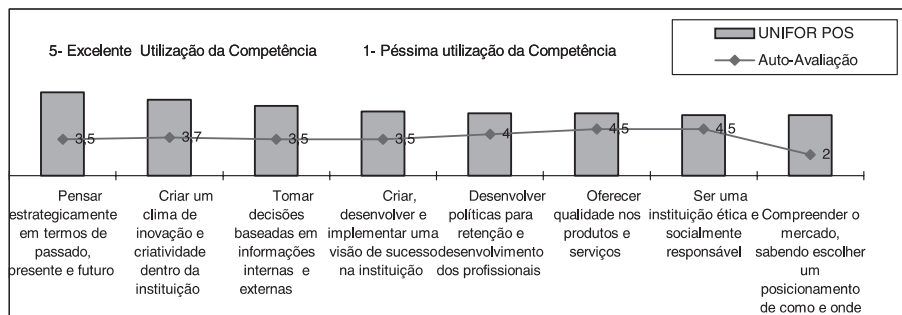 5- Excelente Utilização da Competência
1- Péssima utilização da Competência
UNIFOR POS
Auto-Avaliação
3,5
3,7
3,5
3,5
4
4,5
4,5
2
Pensar
estrategicamente
em termos de
passado,
presente e futuro
Criar um
clima de
inovação e
criatividade
dentro da
instituição
Tomar
decisões
baseadas em
informações
internas e
externas
Criar,
desenvolver e
implementar uma
visão de sucesso
na instituição
Desenvolver
políticas para
retenção e
desenvolvimento
dos profissionais
Oferecer
qualidade nos
produtos e
serviços
Ser uma
instituição ética e
socialmente
responsável
Compreender o
mercado,
sabendo escolher
um
posicionamento
de como e onde